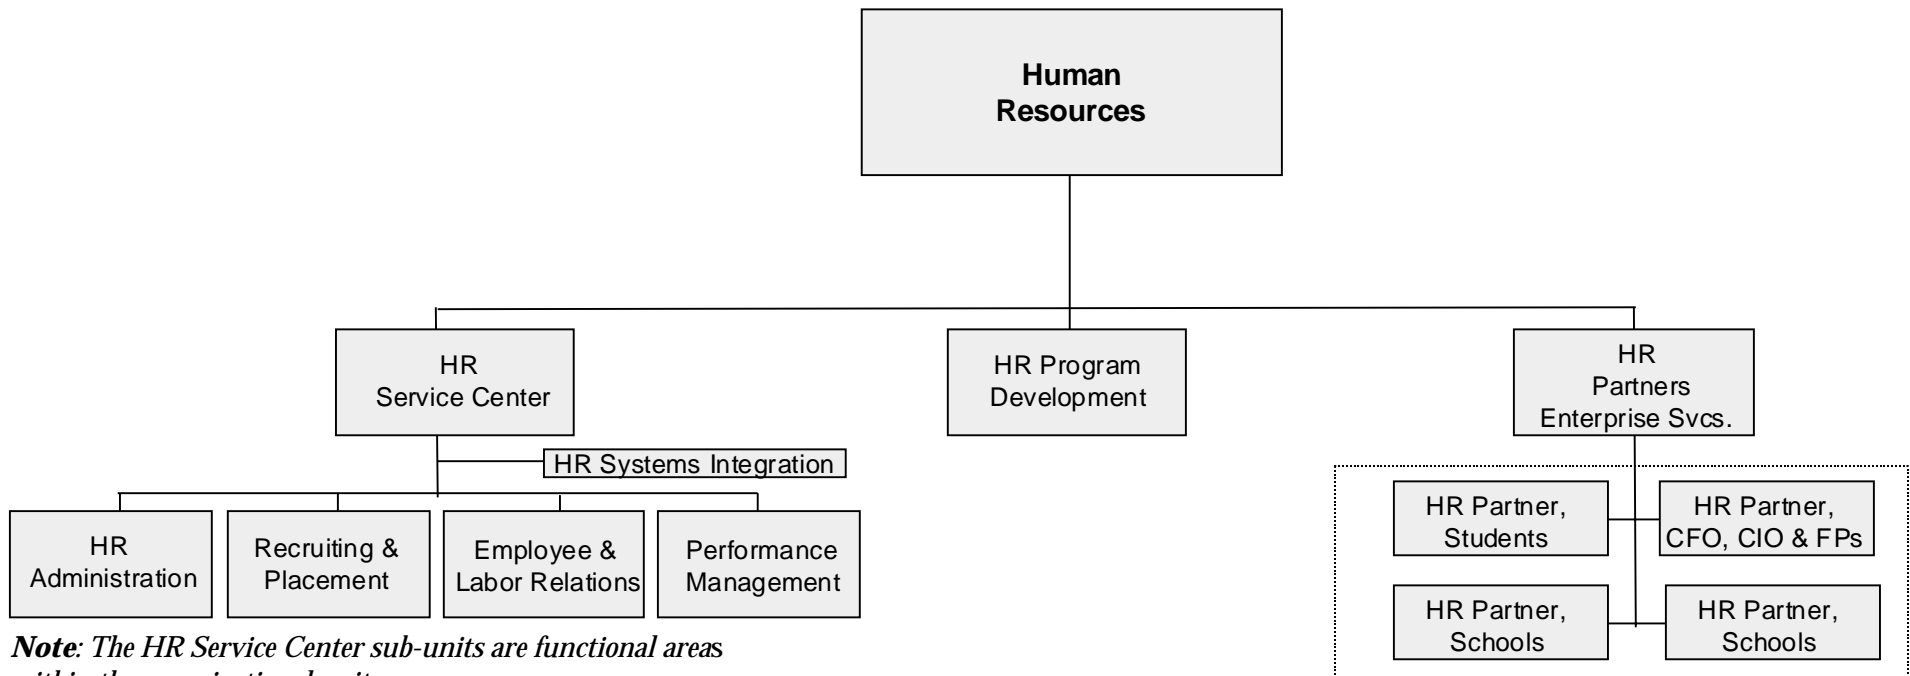 Human
Resources
HR
Service Center
HR Program
Development
HR
Partners
Enterprise Svcs.
HR Systems Integration
HR
Administration
Recruiting &
Placement
Employee &
Labor Relations
Performance
Management
HR Partner,
Students
HR Partner,
CFO, CIO & FPs
HR Partner,
Schools
HR Partner,
Schools
Note: The HR Service Center sub-units are functional areas